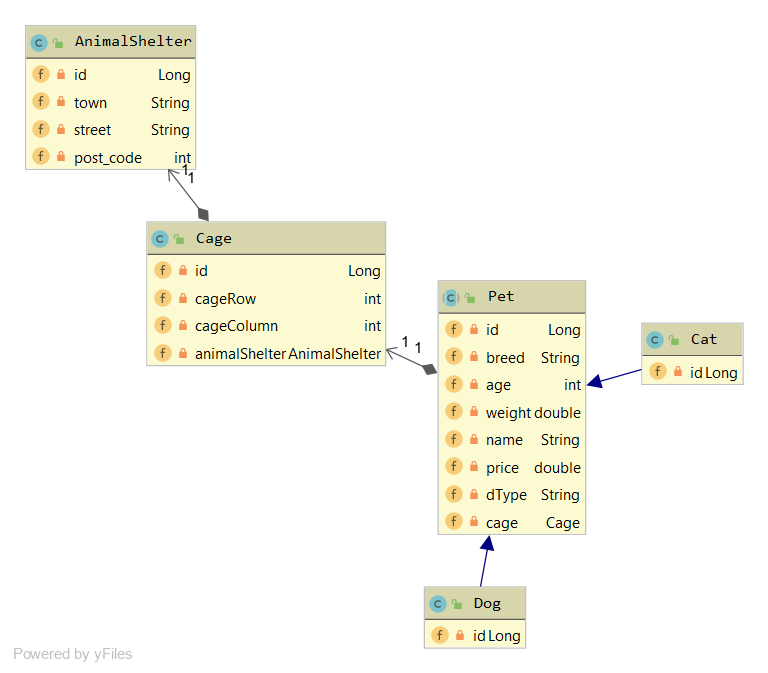 C AnimalShelter
f id Long
f town String
f street String
f post_code int
1
1
C Cage
f id Long
f cageRow int
f cageColumn int
f animalShelter AnimalShelter
1
1
C Pet
f id Long
f breed String
f age int
f weight double
f name String
f price double
f dType String
f cage Cage
C Cat
f id Long
C Dog
f id Long
Powered by yFiles